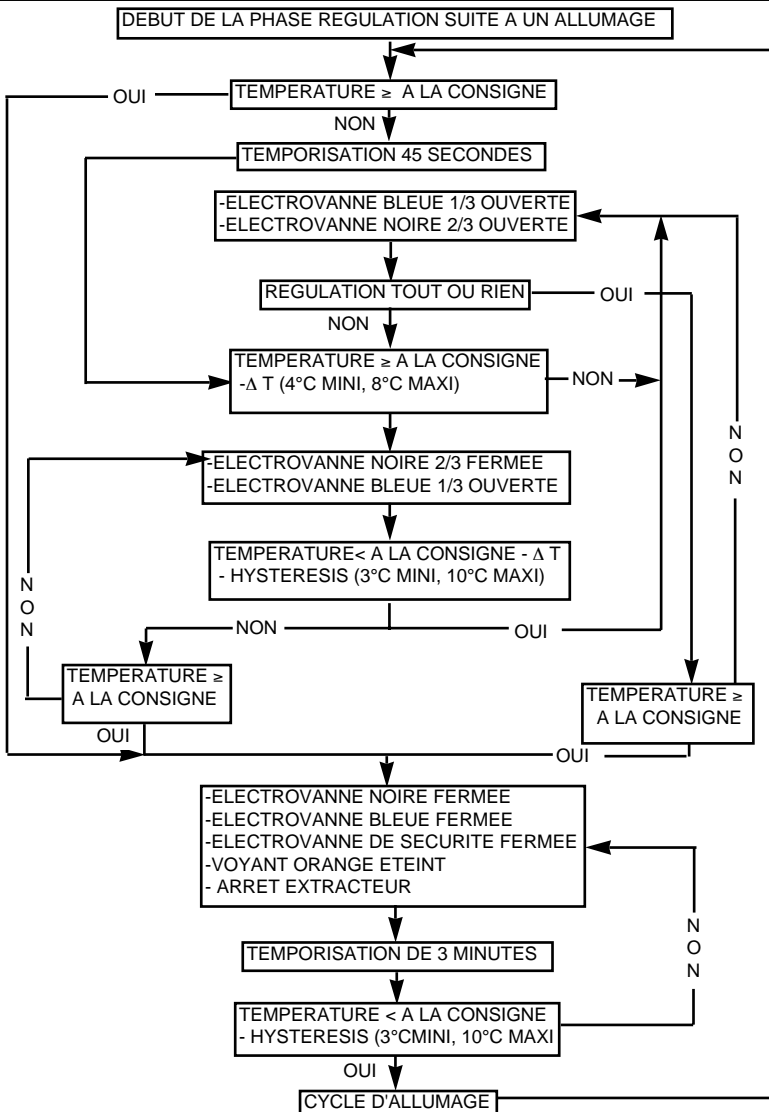 DEBUT DE LA PHASE REGULATION SUITE A UN ALLUMAGE
OUI
TEMPERATURE ≥ A LA CONSIGNE
NON
TEMPORISATION 45 SECONDES
-ELECTROVANNE BLEUE 1/3 OUVERTE
-ELECTROVANNE NOIRE 2/3 OUVERTE
REGULATION TOUT OU RIEN
OUI
NON
TEMPERATURE ≥ A LA CONSIGNE
-Δ T (4°C MINI, 8°C MAXI)
NON
NON
-ELECTROVANNE NOIRE 2/3 FERMEE
-ELECTROVANNE BLEUE 1/3 OUVERTE
TEMPERATURE< A LA CONSIGNE - Δ T
- HYSTERESIS (3°C MINI, 10°C MAXI)
NON
NON
OUI
TEMPERATURE ≥
A LA CONSIGNE
TEMPERATURE ≥
A LA CONSIGNE
OUI
OUI
-ELECTROVANNE NOIRE FERMEE
-ELECTROVANNE BLEUE FERMEE
-ELECTROVANNE DE SECURITE FERMEE
-VOYANT ORANGE ETEINT
- ARRET EXTRACTEUR
NON
TEMPORISATION DE 3 MINUTES
TEMPERATURE < A LA CONSIGNE
- HYSTERESIS (3°CMINI, 10°C MAXI
OUI
CYCLE D'ALLUMAGE